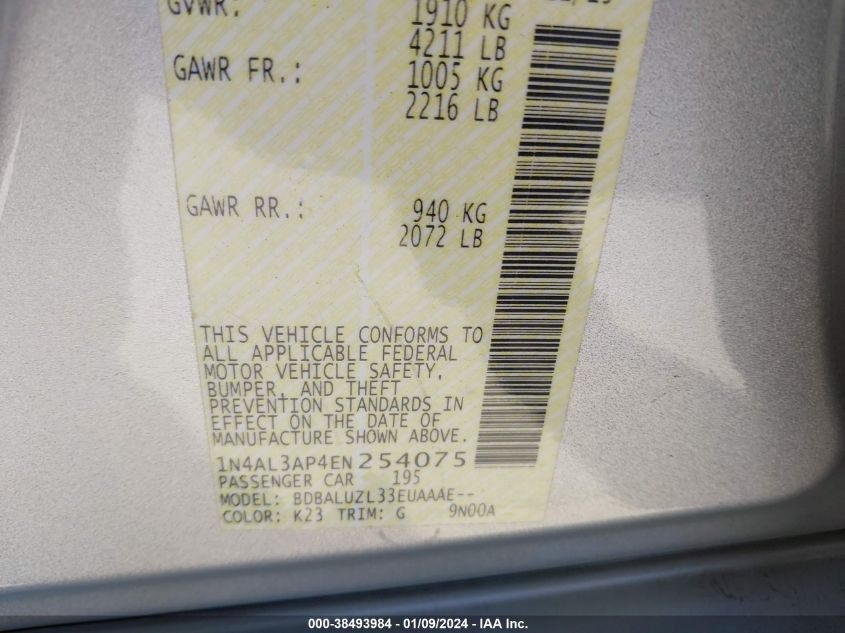 GVWR: 1910 KG
4211 LB
GAWR FR.: 1005 KG
2216 LB
GAWR RR.: 940 KG
2072 LB
THIS VEHICLE CONFORMS TO
ALL APPLICABLE FEDERAL
MOTOR VEHICLE SAFETY,
BUMPER, AND THEFT
PREVENTION STANDARDS IN
EFFECT ON THE DATE OF
MANUFACTURE SHOWN ABOVE.
1N4AL3AP4EN254075
PASSENGER CAR 195
MODEL: BDBALUZL33EUAAAE--
COLOR: K23 TRIM: G 9N00A
000-38493984 - 01/09/2024 - IAA Inc.